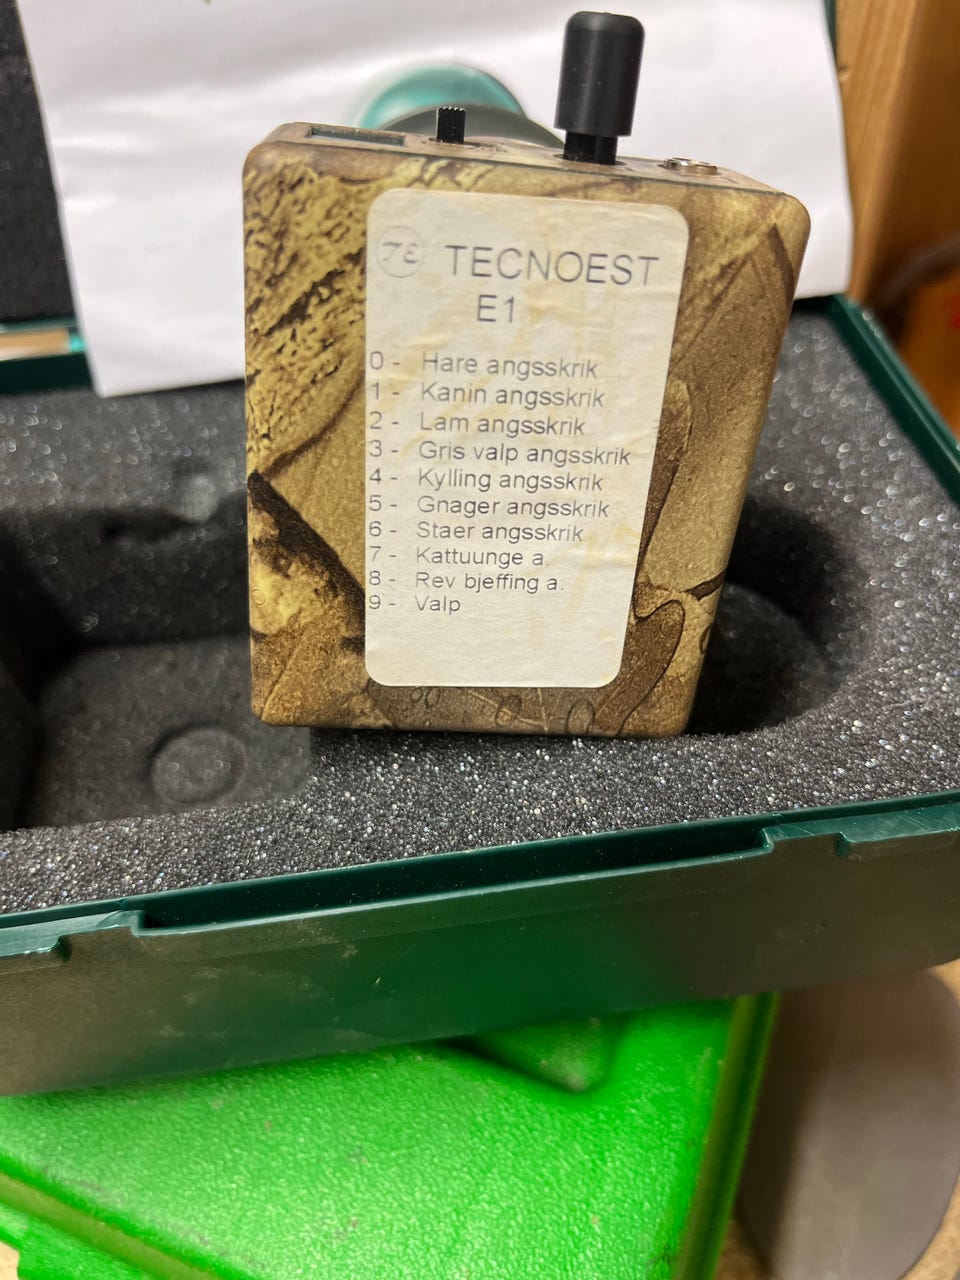 TE TECNOEST
E1
0 - Hare angsskrik
1 - Kanin angsskrik
2 - Lam angsskrik
3 - Gris valp angsskrik
4 - Kylling angsskrik
5 - Gnager angsskrik
6 - Staer angsskrik
7 - Kattuunge a.
8 - Rev bjeffing a.
9 - Valp